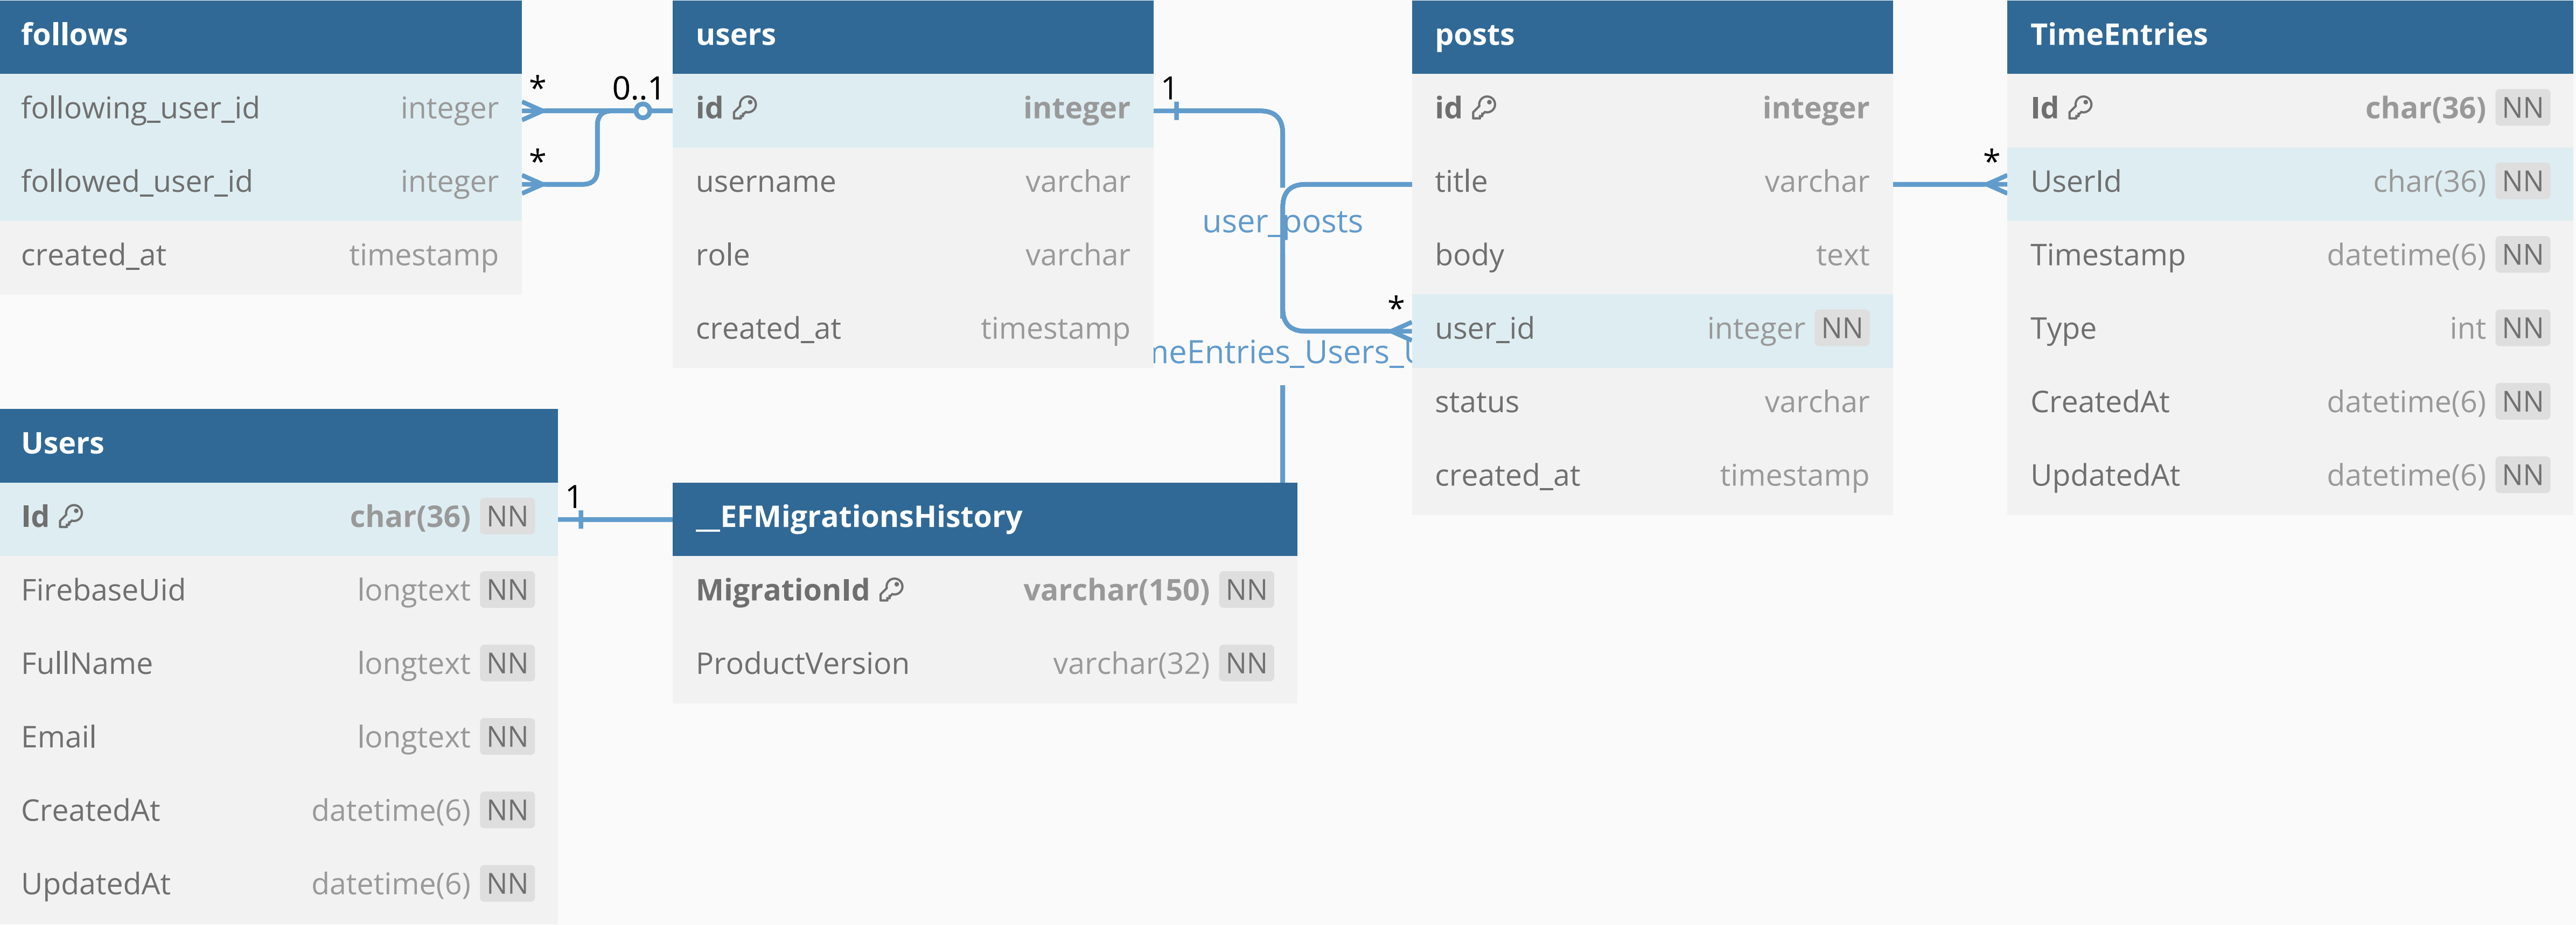 follows
* 
following_user_id integer
*
followed_user_id integer
created_at timestamp
0..1
users
id integer
username varchar
role varchar
created_at timestamp
1
user_posts
*
posts
id integer
title varchar
body text
user_id integer NN
status varchar
created_at timestamp
*
TimeEntries
Id char(36) NN
UserId char(36) NN
Timestamp datetime(6) NN
Type int NN
CreatedAt datetime(6) NN
UpdatedAt datetime(6) NN
meEntries_Users_U
Users
Id char(36) NN
FirebaseUid longtext NN
FullName longtext NN
Email longtext NN
CreatedAt datetime(6) NN
UpdatedAt datetime(6) NN
1
__EFMigrationsHistory
MigrationId varchar(150) NN
ProductVersion varchar(32) NN